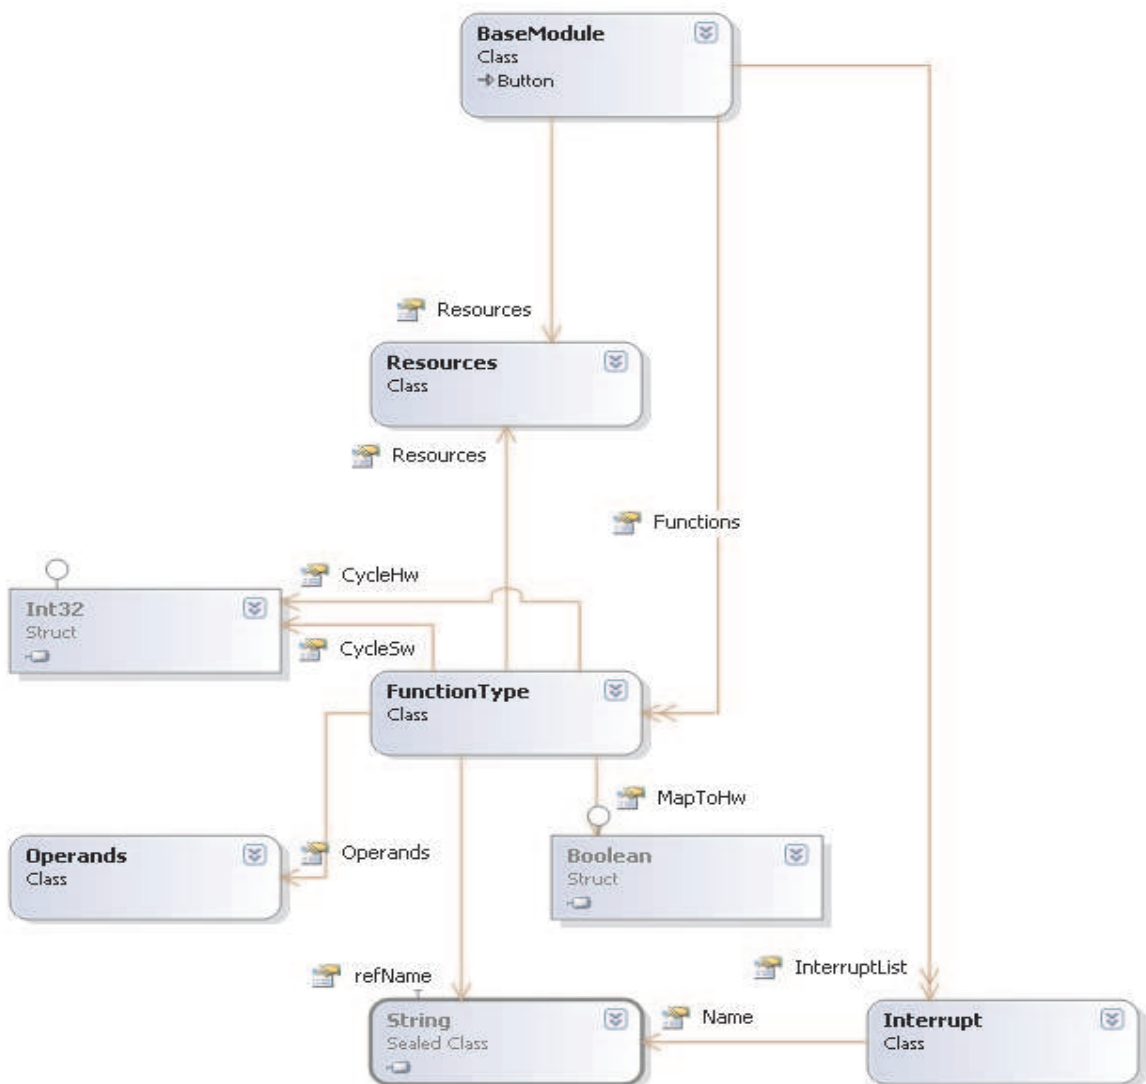 BaseModule
Class
Button
Resources
Resources
Class
Resources
Functions
CycleHw
Int32
Struct
CycleSw
FunctionType
Class
MapToHw
Operands
Class
Operands
Boolean
Struct
InterruptList
refName
String
Sealed Class
Name
Interrupt
Class